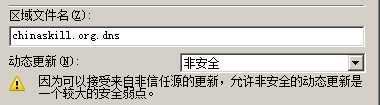 区域文件名(Z):
chinaskill.org.dns
动态更新(N):
非安全
因为可以接受来自非信任源的更新，允许非安全的动态更新是
一个较大的安全弱点。